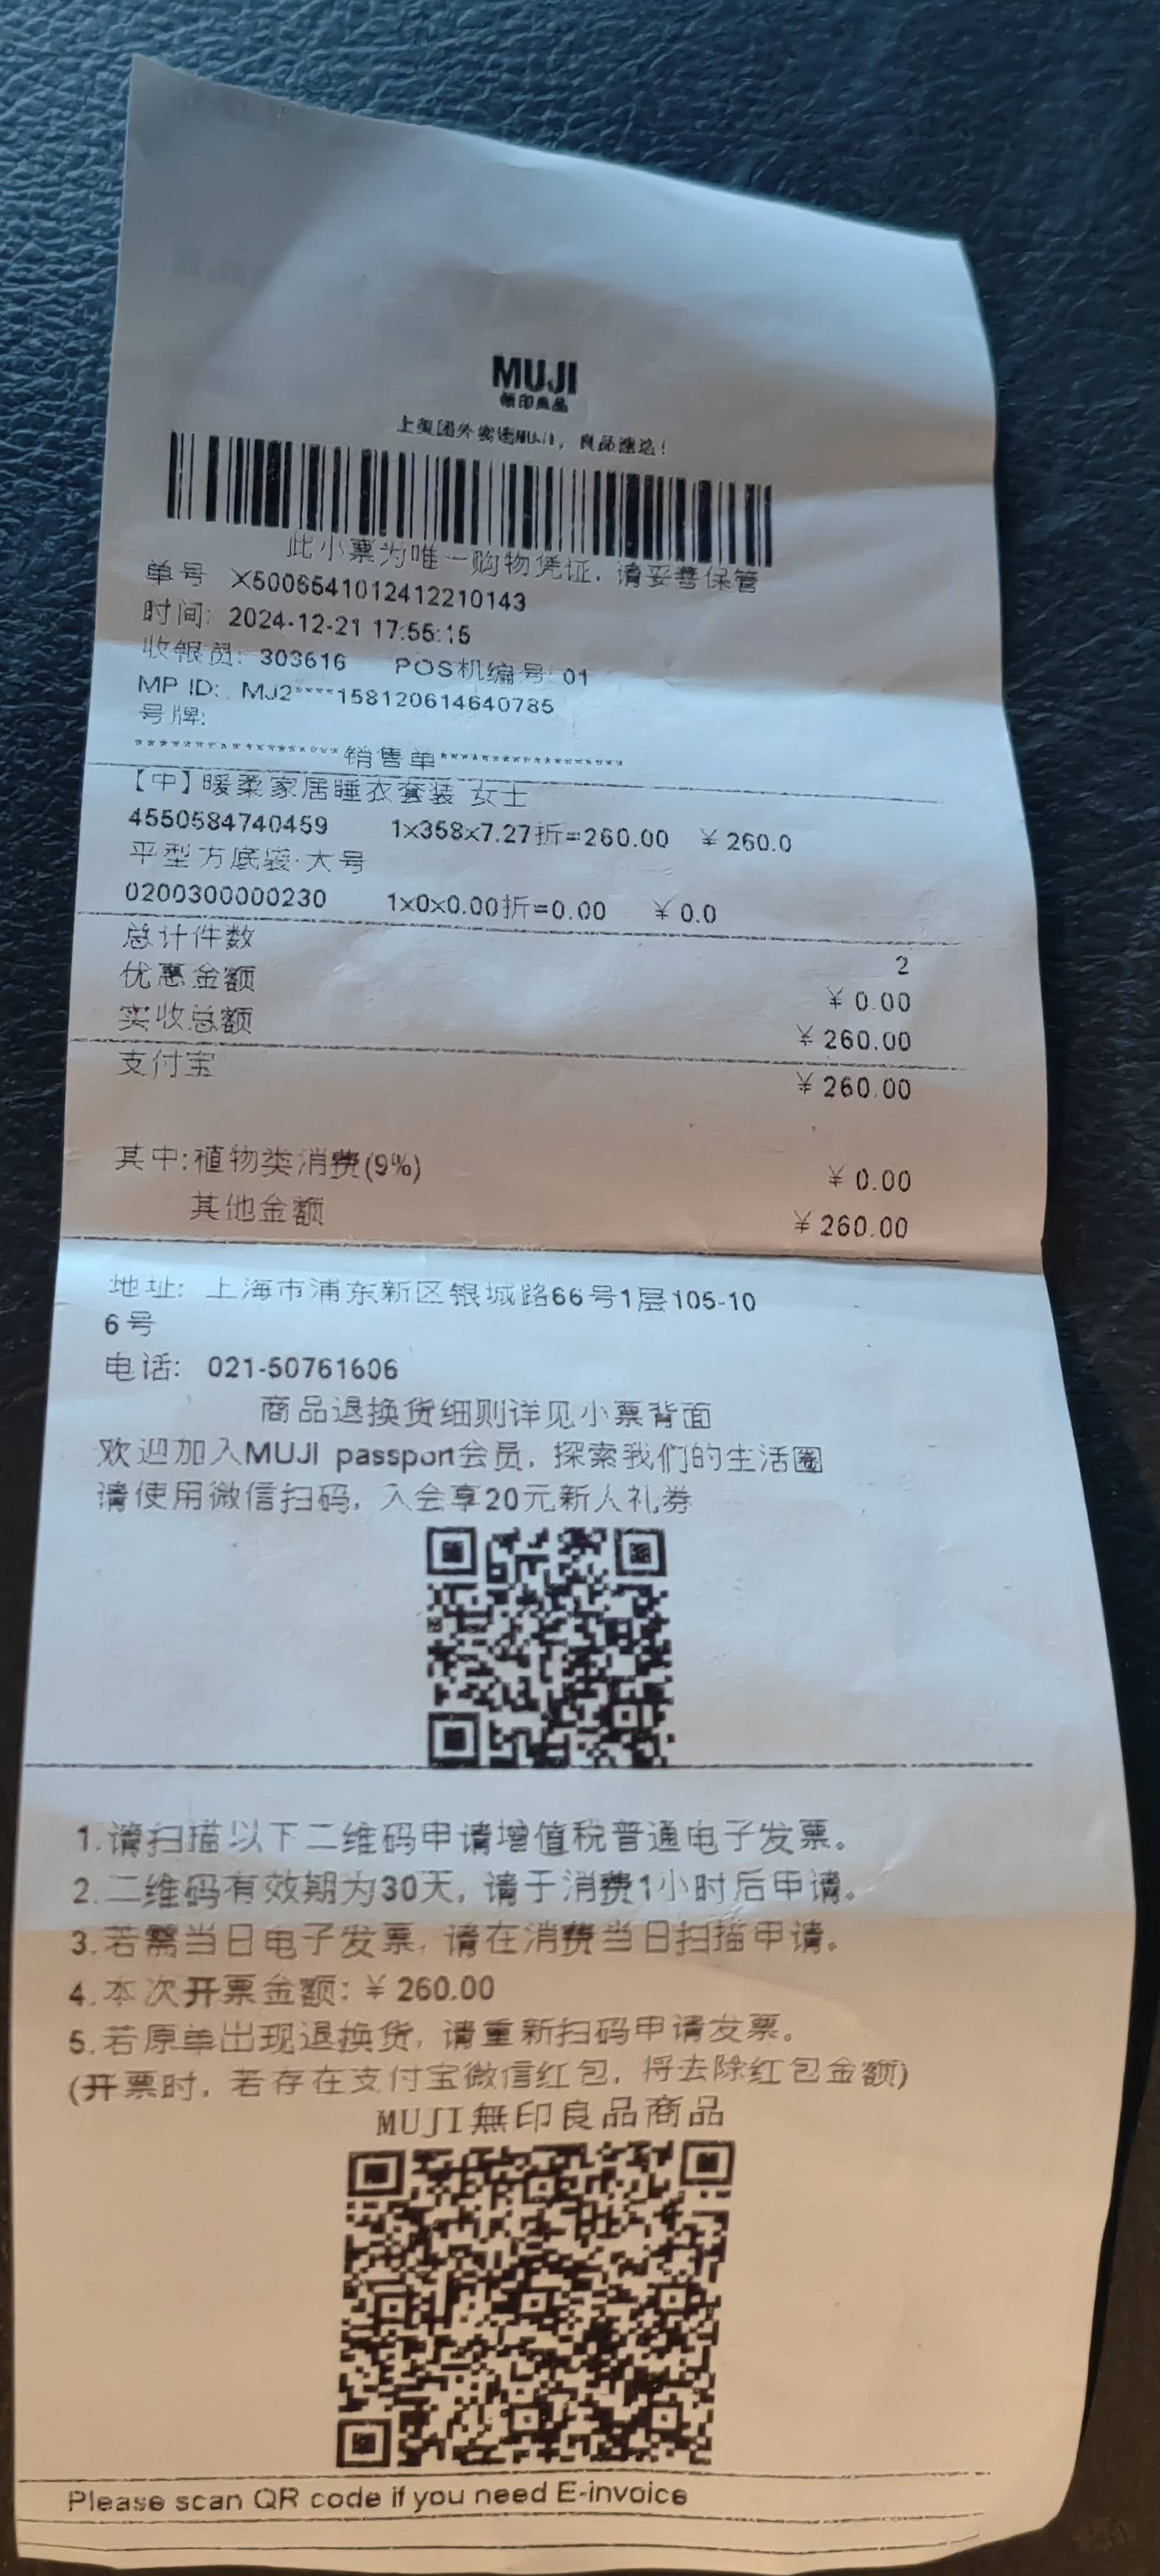 MUJI
無印良品
上美团外卖搜MUJI，良品速达！
此小票为唯一购物凭证，请妥善保管
单号 X5006541012412210143
时间: 2024-12-21 17:55:15
收银员: 303616 POS机编号 01
MP ID: MJ2****158120614640785
号牌:
销售单
【中】暖柔家居睡衣套装 女士
4550584740459 1x358x7.27折=260.00 ¥ 260.0
平型方底袋·大号
0200300000230 1x0x0.00折=0.00 ¥ 0.0
总计件数 2
优惠金额 ¥ 0.00
实收总额 ¥ 260.00
支付宝 ¥ 260.00
其中:植物类消费(9%) ¥ 0.00
其他金额 ¥ 260.00
地址: 上海市浦东新区银城路66号1层105-10
6号
电话: 021-50761606
商品退换货细则详见小票背面
欢迎加入MUJI passport会员，探索我们的生活圈
请使用微信扫码，入会享20元新人礼券
1.请扫描以下二维码申请增值税普通电子发票。
2.二维码有效期为30天，请于消费1小时后申请。
3.若需当日电子发票，请在消费当日扫描申请。
4.本次开票金额: ¥ 260.00
5.若原单出现退换货，请重新扫码申请发票。
(开票时，若存在支付宝微信红包，将去除红包金额)
MUJI無印良品商品
Please scan QR code if you need E-invoice